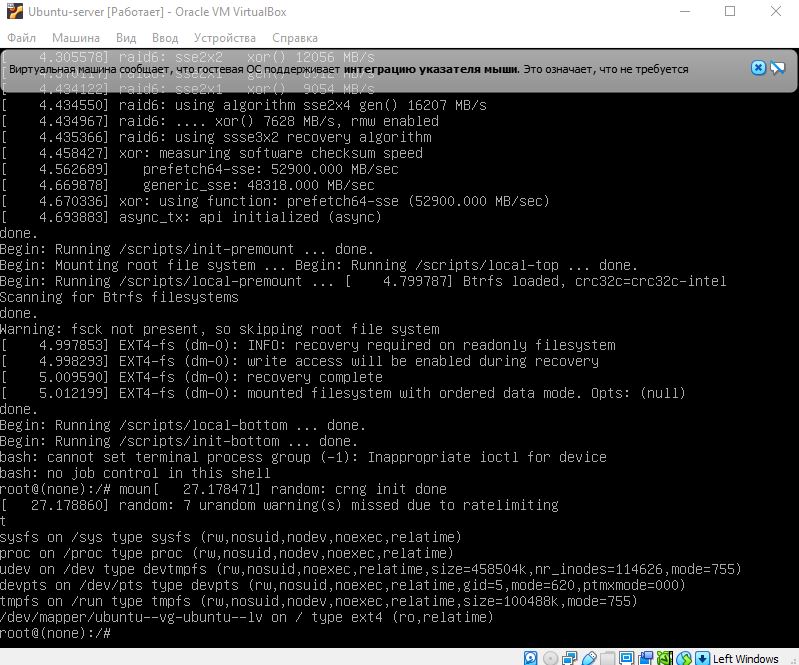 Ubuntu-server [Работает] - Oracle VM VirtualBox
Файл Машина Вид Ввод Устройства Справка
[    4.305578] raid6: sse2x2   xor() 12056 MB/s
Виртуальная машина сообщает, что гостевая ОС поддерживает интеграцию указателя мыши. Это означает, что не требуется
[    4.434122] raid6: sse2x1   xor()  9054 MB/s
[    4.434550] raid6: using algorithm sse2x4 gen() 16207 MB/s
[    4.434967] raid6: .... xor() 7628 MB/s, rmw enabled
[    4.435366] raid6: using ssse3x2 recovery algorithm
[    4.458427] xor: measuring software checksum speed
[    4.562689]    prefetch64-sse: 52900.000 MB/sec
[    4.669878]    generic_sse: 48318.000 MB/sec
[    4.670336] xor: using function: prefetch64-sse (52900.000 MB/sec)
[    4.693883] async_tx: api initialized (async)
done.
Begin: Running /scripts/init-premount ... done.
Begin: Mounting root file system ... Begin: Running /scripts/local-top ... done.
Begin: Running /scripts/local-premount ... [    4.799787] Btrfs loaded, crc32c=crc32c-intel
Scanning for Btrfs filesystems
done.
Warning: fsck not present, so skipping root file system
[    4.997853] EXT4-fs (dm-0): INFO: recovery required on readonly filesystem
[    4.998293] EXT4-fs (dm-0): write access will be enabled during recovery
[    5.009590] EXT4-fs (dm-0): recovery complete
[    5.012199] EXT4-fs (dm-0): mounted filesystem with ordered data mode. Opts: (null)
done.
Begin: Running /scripts/local-bottom ... done.
Begin: Running /scripts/init-bottom ... done.
bash: cannot set terminal process group (-1): Inappropriate ioctl for device
bash: no job control in this shell
root@(none):/# moun[   27.178471] random: crng init done
[   27.178860] random: 7 urandom warning(s) missed due to ratelimiting
t
sysfs on /sys type sysfs (rw,nosuid,nodev,noexec,relatime)
proc on /proc type proc (rw,nosuid,nodev,noexec,relatime)
udev on /dev type devtmpfs (rw,nosuid,noexec,relatime,size=458504k,nr_inodes=114626,mode=755)
devpts on /dev/pts type devpts (rw,nosuid,noexec,relatime,gid=5,mode=620,ptmxmode=000)
tmpfs on /run type tmpfs (rw,nosuid,noexec,relatime,size=100488k,mode=755)
/dev/mapper/ubuntu--vg-ubuntu--lv on / type ext4 (ro,relatime)
root@(none):/#
Left Windows